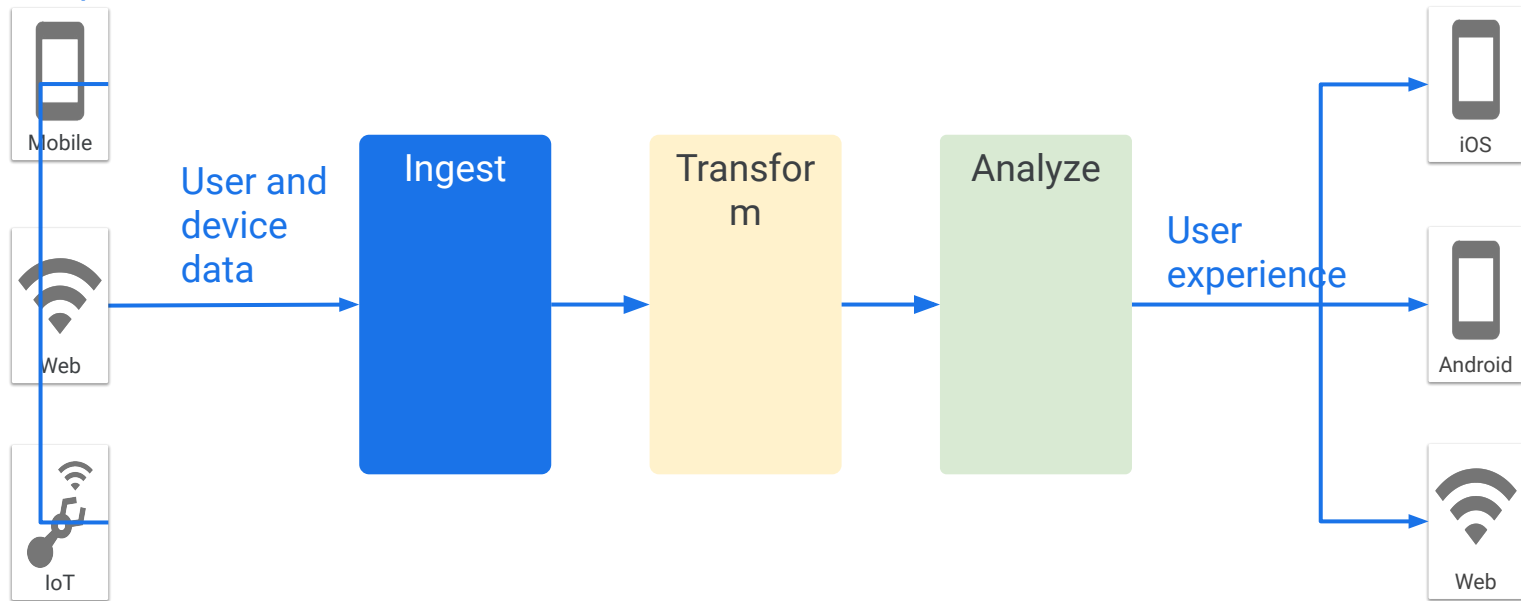 Mobile
Web
IoT
User and
device
data
Ingest
Transfor
m
Analyze
User
experience
iOS
Android
Web